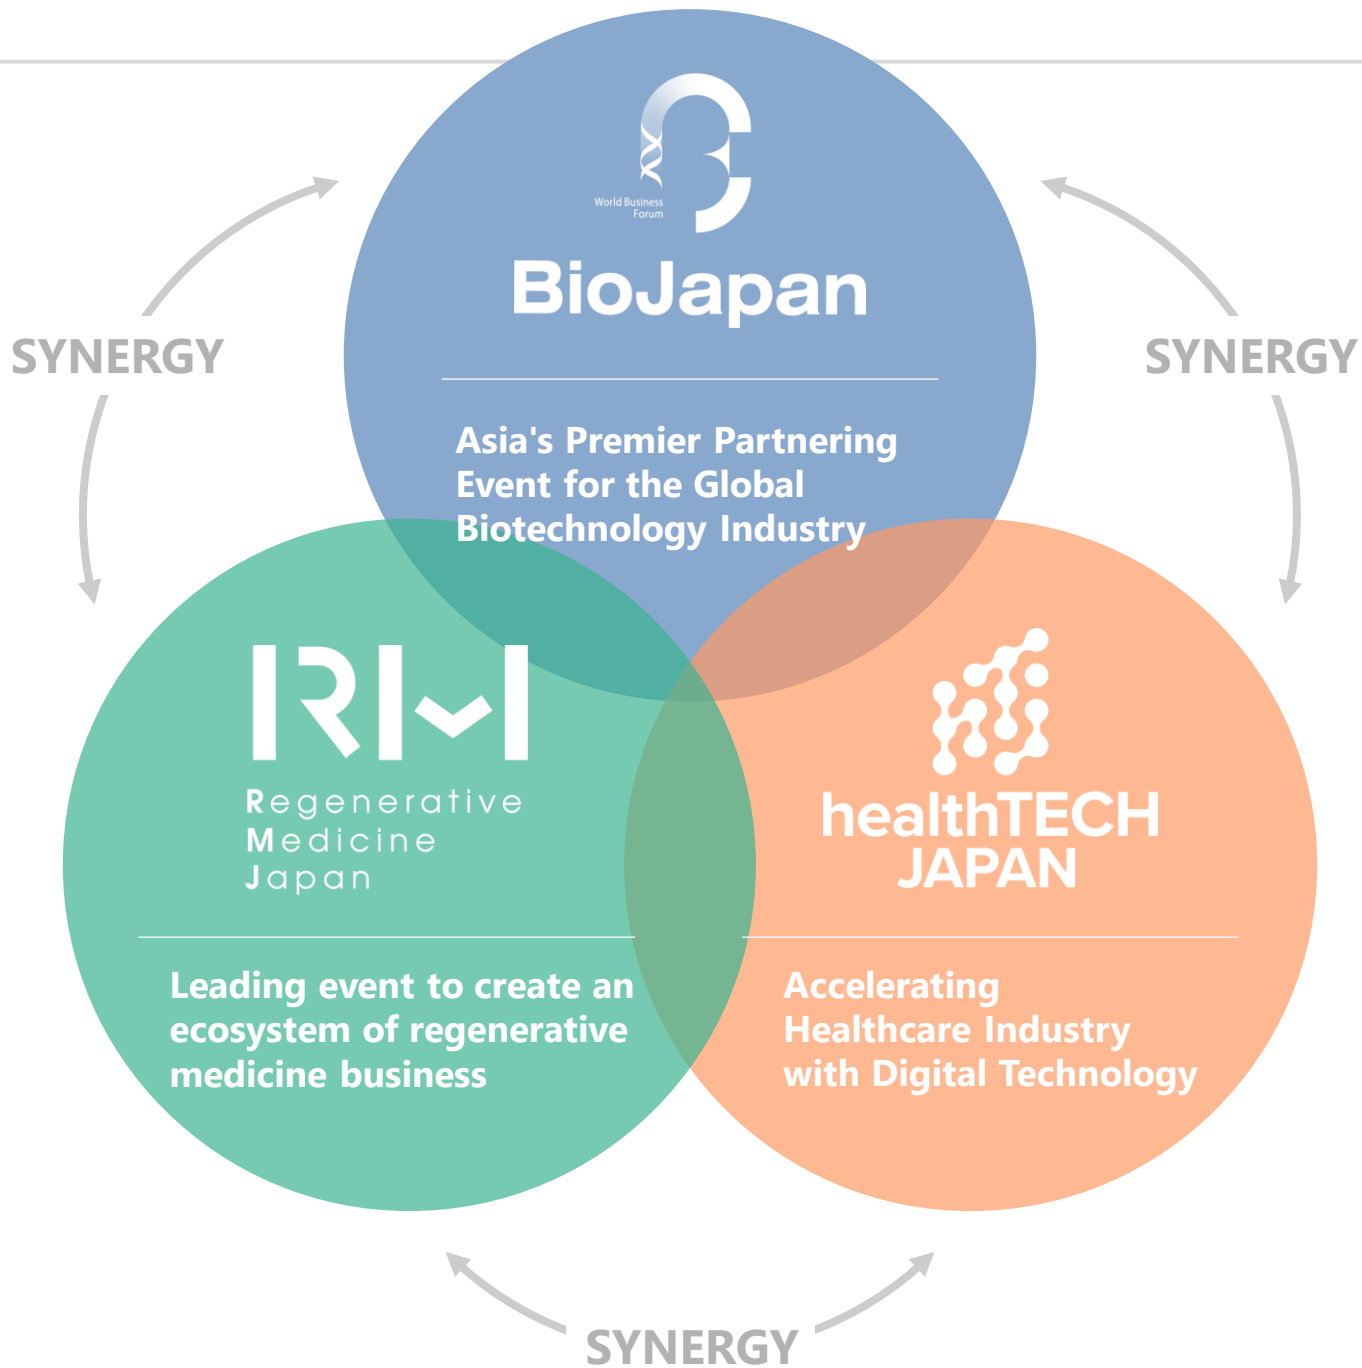 World Business
Forum
BioJapan
SYNERGY
SYNERGY
Asia's Premier Partnering
Event for the Global
Biotechnology Industry
RM
Regenerative
Medicine
Japan
healthTECH
JAPAN
Leading event to create an
ecosystem of regenerative
medicine business
Accelerating
Healthcare Industry
with Digital Technology
SYNERGY